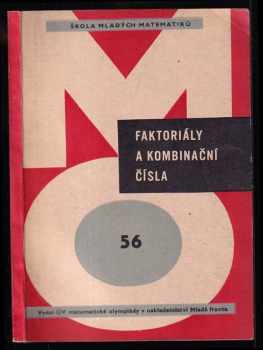 ŠKOLA MLADÝCH MATEMATIKŮ
FAKTORIÁLY
A KOMBINAČNÍ
ČÍSLA
56
Vydal ÚV matematické olympiády v nakladatelství Mladá fronta